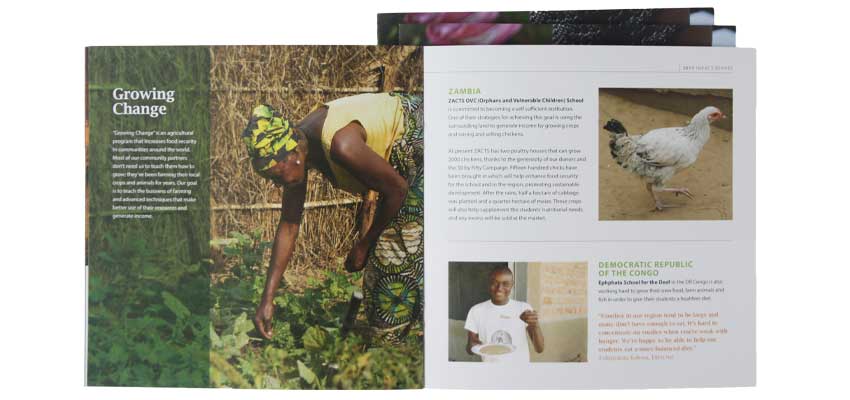 Growing
Change
"Growing Change" is an agricultural
program that increases food security
in communities around the world.
Most of our community partners
don't need us to teach them how to
grow; they've been farming their local
crops and animals for years. Our goal
is to teach the business of farming
and advanced techniques that make
better use of their resources and
generate income.
ZAMBIA
ZACTS OVC (Orphans and Vulnerable Children) School
is committed to becoming a self sufficient institution.
One of their strategies for achieving this goal is using the
surrounding land to generate income by growing crops
and raising and selling chickens.
At present ZACTS has two poultry houses that can grow
2000 chickens, thanks to the generosity of our donors and
the 50 by Fifty Campaign. Fifteen hundred chicks have
been brought in which will help enhance food security
for the school and in the region, promoting sustainable
development. After the rains, half a hectare of cabbage
was planted and a quarter hectare of maize. These crops
will also help supplement the students' nutritional needs
and any excess will be sold at the market.
DEMOCRATIC REPUBLIC
OF THE CONGO
Ephphata School for the Deaf in the DR Congo is also
working hard to grow their own food, farm animals and
fish in order to give their students a healthier diet.
"Families in our region tend to be large and
many don't have enough to eat. It's hard to
concentrate on studies when you're weak with
hunger. We're happy to be able to help our
students eat a more balanced diet."
Director